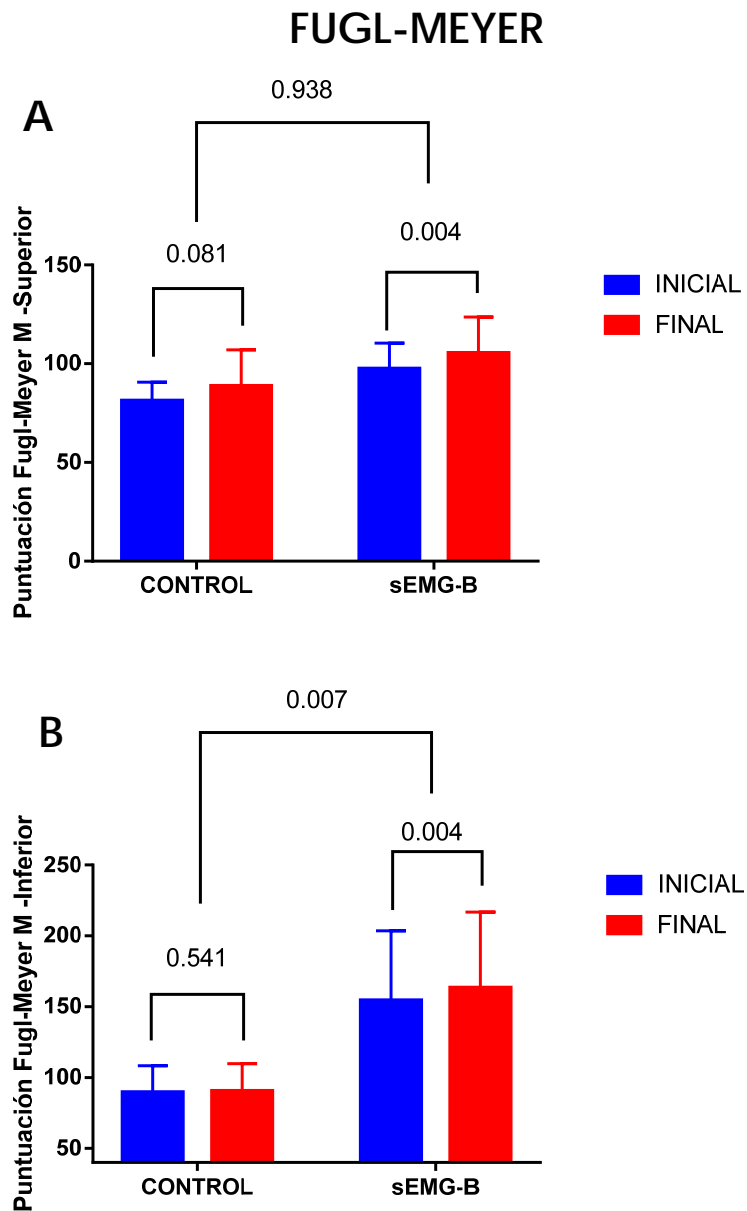 FUGL-MEYER
A
0.938
0.081
0.004
Puntuación Fugl-Meyer M -Superior
150
100
50
0
CONTROL
sEMG-B
INICIAL
FINAL
B
0.007
0.541
0.004
Puntuación Fugl-Meyer M -Inferior
250
200
150
100
50
CONTROL
sEMG-B
INICIAL
FINAL